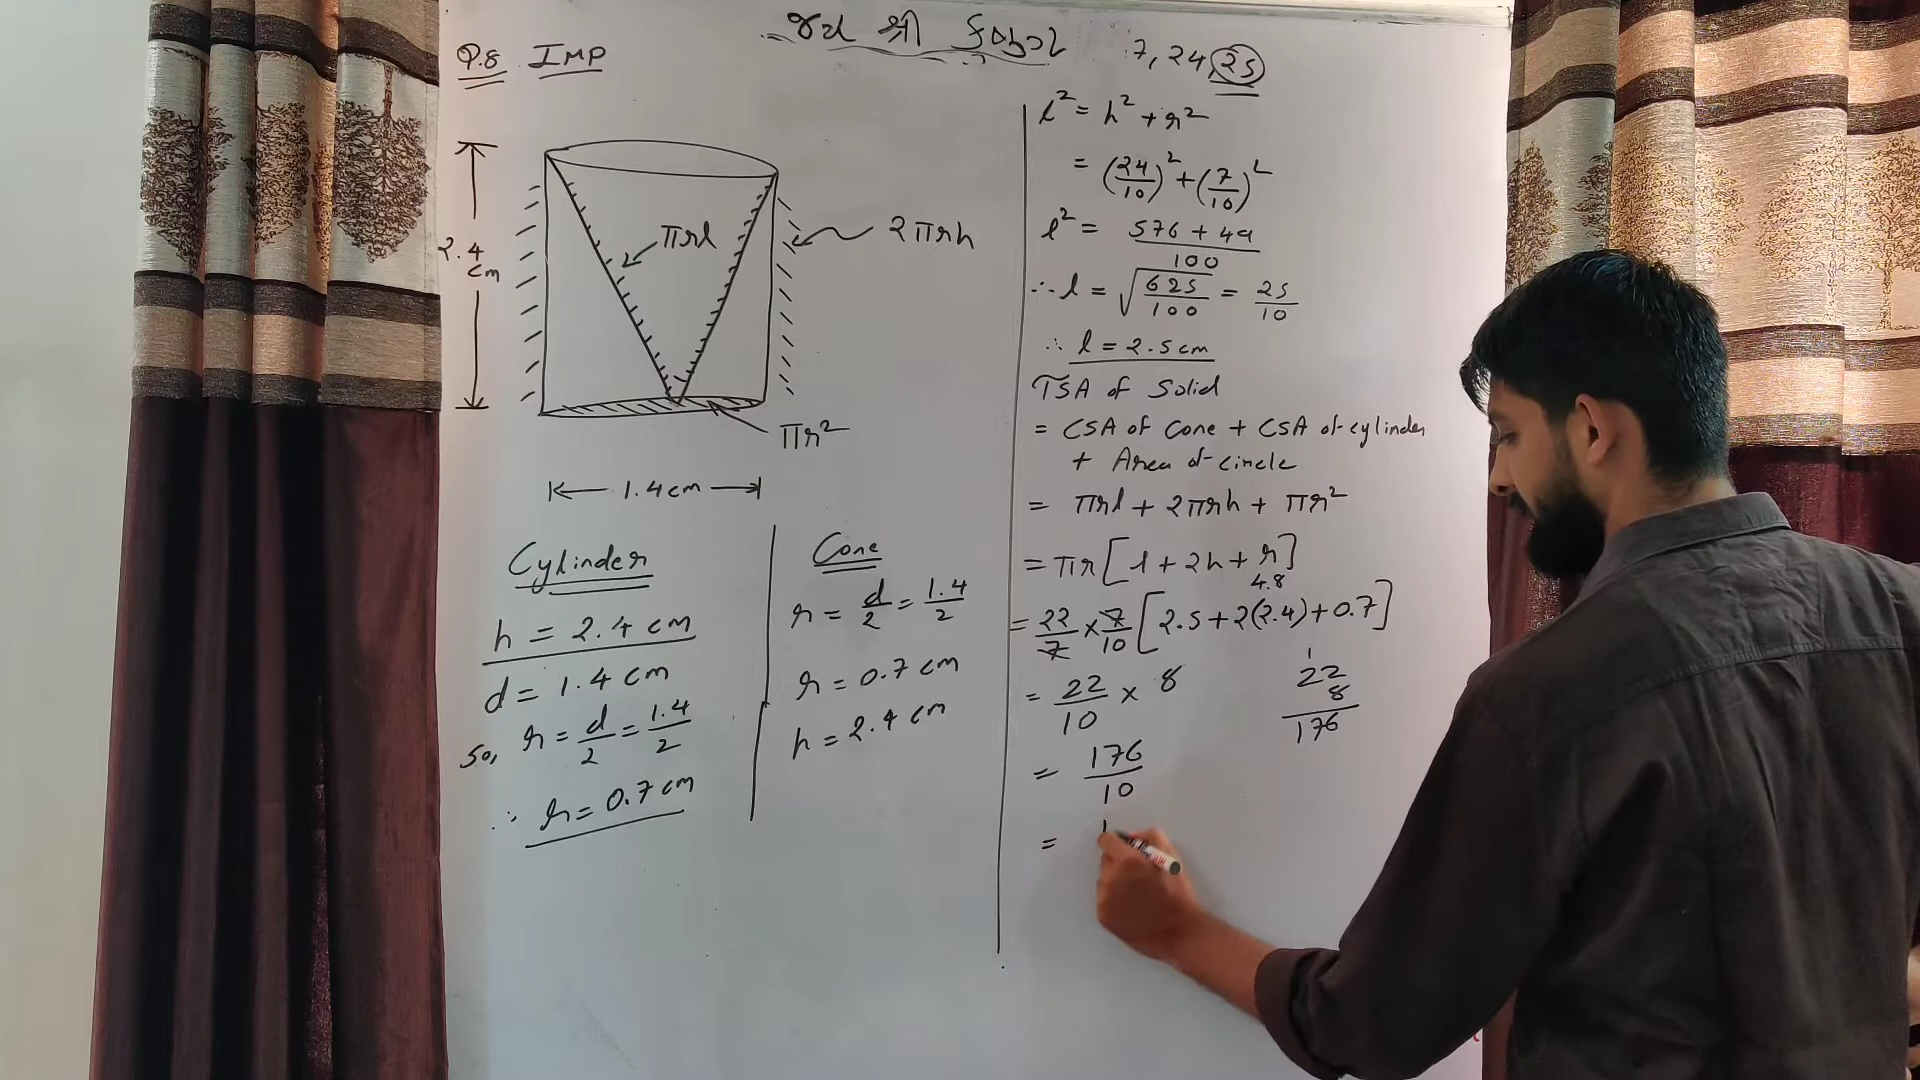 જય શ્રી કૃષ્ણ
Q.8 IMP
7, 24, 25
2.4 cm
πrl
2πrh
πr²
1.4 cm
Cylinder
h = 2.4 cm
d = 1.4 cm
so, r = d/2 = 1.4/2
∴ r = 0.7 cm
Cone
r = d/2 = 1.4/2
r = 0.7 cm
h = 2.4 cm
l² = h² + r²
= (24/10)² + (7/10)²
l² = 576 + 49/100
∴ l = √625/100 = 25/10
∴ l = 2.5 cm
TSA of Solid
= CSA of Cone + CSA of cylinder
+ Area of circle
= πrl + 2πrh + πr²
= πr[l + 2h + r]
4.8
= 22/7 × 7/10 [2.5 + 2(2.4) + 0.7]
= 22/10 × 8
1
22
8
176
= 176/10
= 1